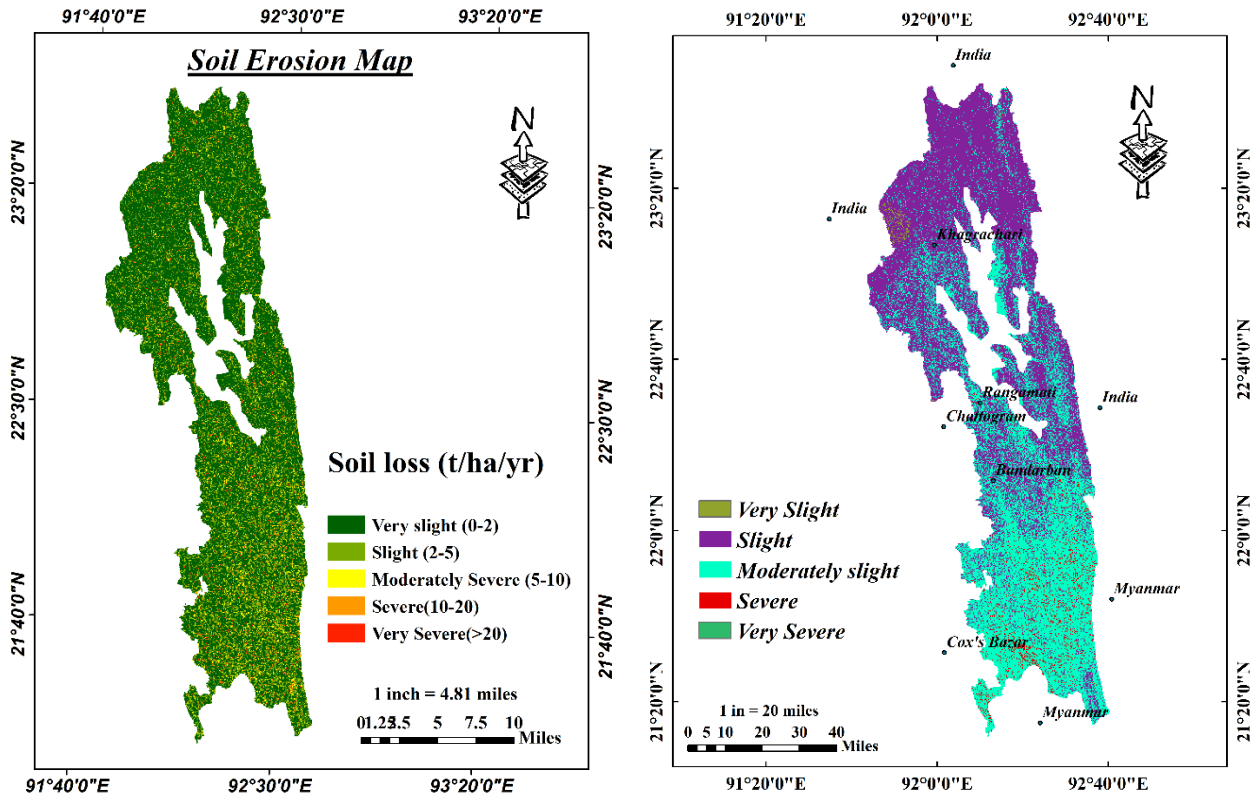 91°40'0"E 92°30'0"E 93°20'0"E
Soil Erosion Map
N
23°20'0"N
23°20'0"N
22°30'0"N
22°30'0"N
21°40'0"N
21°40'0"N
Soil loss (t/ha/yr)
Very slight (0-2)
Slight (2-5)
Moderately Severe (5-10)
Severe(10-20)
Very Severe(>20)
1 inch = 4.81 miles
01.2{2}.5 5 7.5 10
Miles
91°40'0"E 92°30'0"E 93°20'0"E
91°20'0"E 92°0'0"E 92°40'0"E
India
N
23°20'0"N
23°20'0"N
India
Khagrachari
22°40'0"N
22°40'0"N
Rangamati
India
Chattogram
Bandarban
22°0'0"N
22°0'0"N
Very Slight
Slight
Moderately slight
Severe
Very Severe
Myanmar
Cox's Bazar
21°20'0"N
21°20'0"N
Myanmar
1 in = 20 miles
0 5 10 20 30 40
Miles
91°20'0"E 92°0'0"E 92°40'0"E